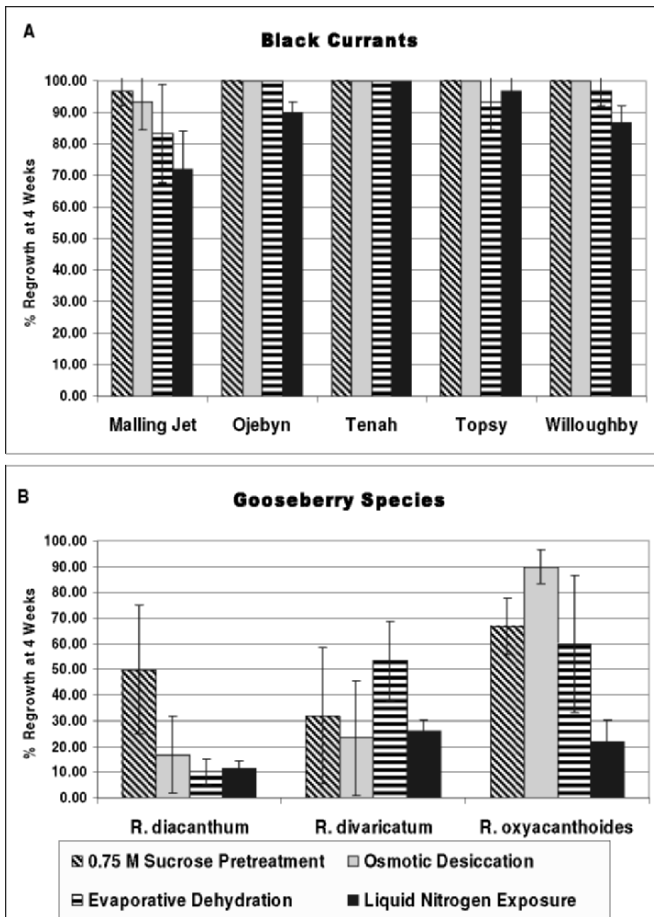 A
Black Currants
% Regrowth at 4 Weeks
100.00
90.00
80.00
70.00
60.00
50.00
40.00
30.00
20.00
10.00
0.00
Malling Jet Ojebyn Tenah Topsy Willoughby
B
Gooseberry Species
% Regrowth at 4 Weeks
100.00
90.00
80.00
70.00
60.00
50.00
40.00
30.00
20.00
10.00
0.00
R. diacanthum R. divaricatum R. oxyacanthoides
0.75 M Sucrose Pretreatment Osmotic Desiccation
Evaporative Dehydration Liquid Nitrogen Exposure